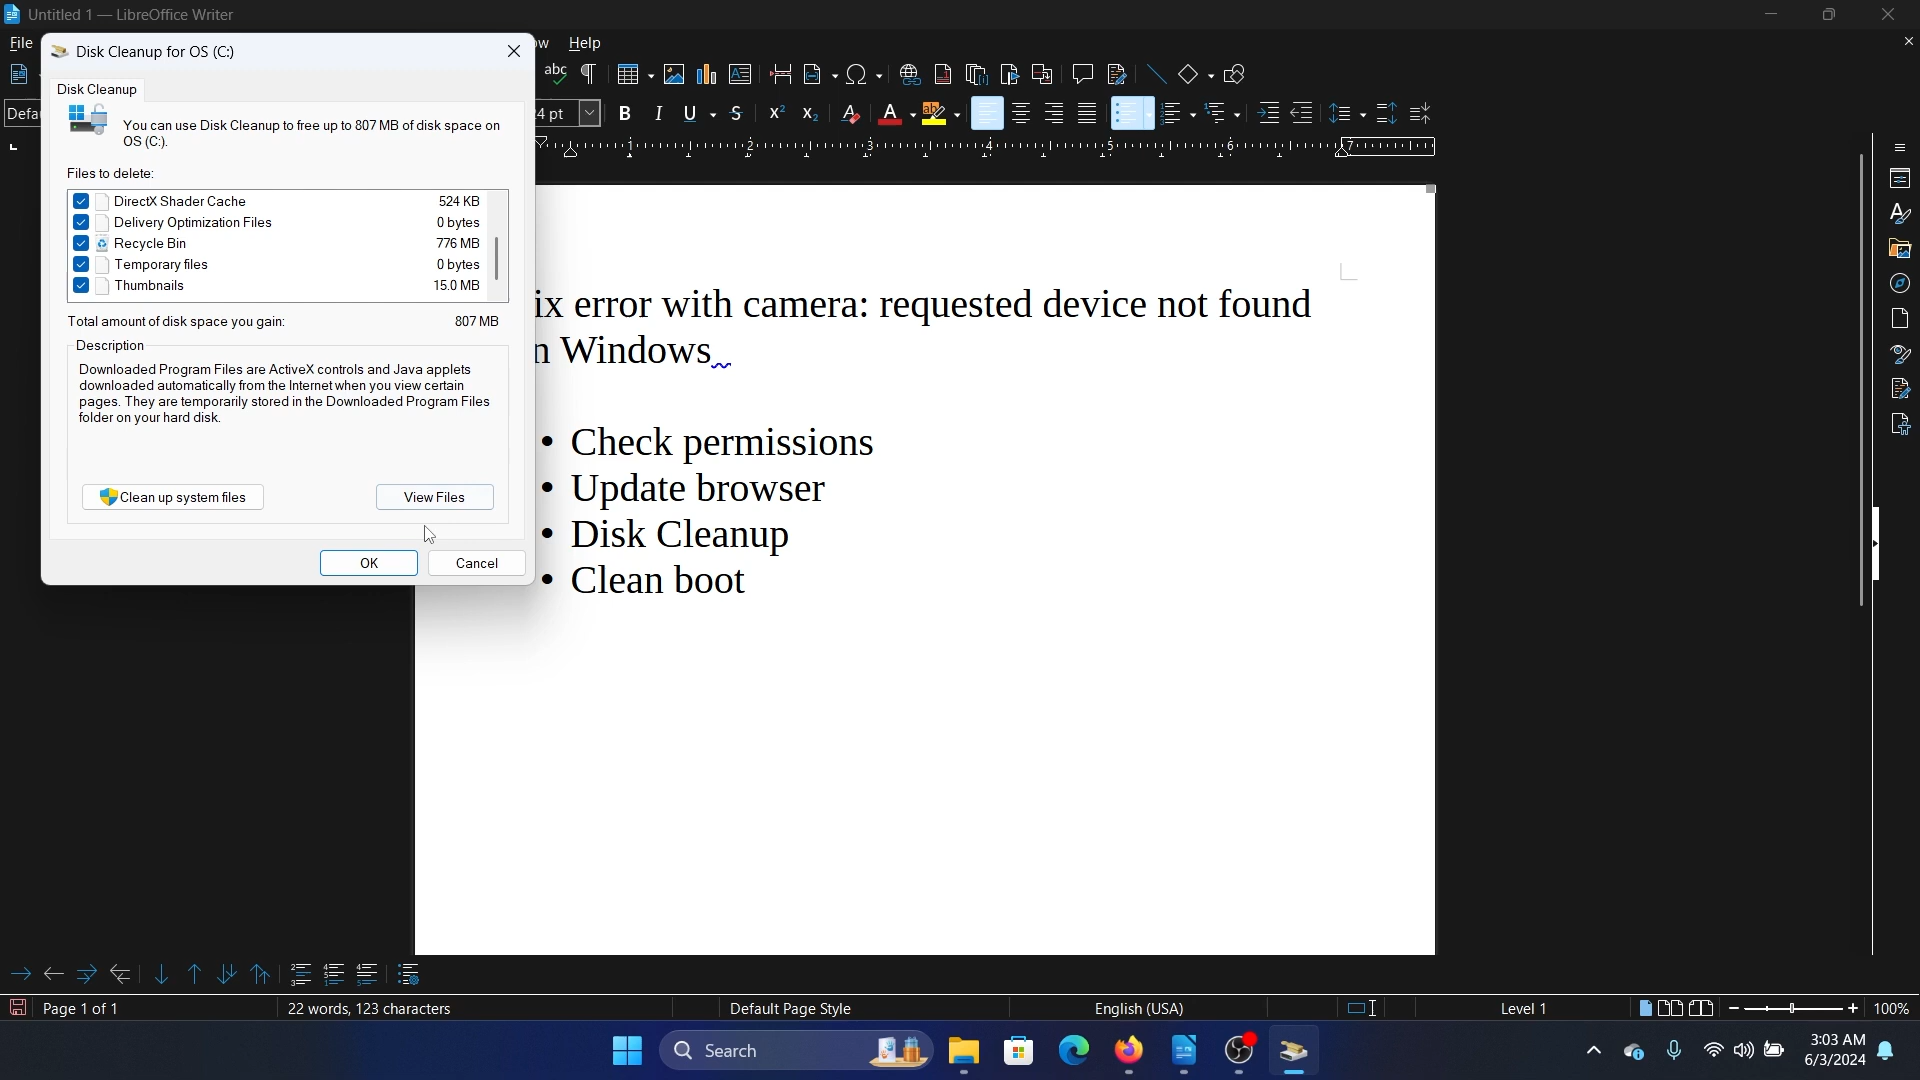 Untitled 1 — LibreOffice Writer
File
Help
Disk Cleanup for OS (C:)
Disk Cleanup
You can use Disk Cleanup to free up to 807 MB of disk space on
OS (C:).
Files to delete:
DirectX Shader Cache 524 KB
Delivery Optimization Files 0 bytes
Recycle Bin 776 MB
Temporary files 0 bytes
Thumbnails 15.0 MB
Total amount of disk space you gain: 807 MB
Description
Downloaded Program Files are ActiveX controls and Java applets
downloaded automatically from the Internet when you view certain
pages. They are temporarily stored in the Downloaded Program Files
folder on your hard disk.
Clean up system files
View Files
OK
Cancel
ix error with camera: requested device not found
n Windows
• Check permissions
• Update browser
• Disk Cleanup
• Clean boot
Page 1 of 1
22 words, 123 characters
Default Page Style
English (USA)
Level 1
100%
Search
3:03 AM
6/3/2024